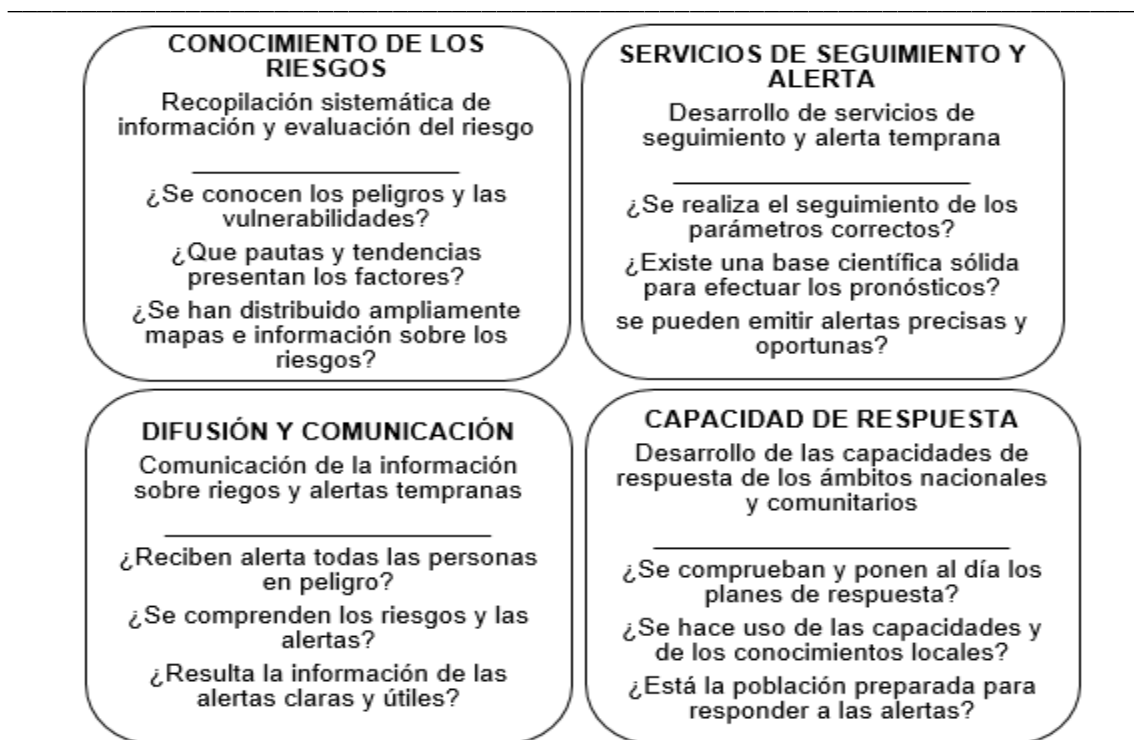 CONOCIMIENTO DE LOS
RIESGOS
Recopilación sistemática de
información y evaluación del riesgo
¿Se conocen los peligros y las
vulnerabilidades?
¿Que pautas y tendencias
presentan los factores?
¿Se han distribuido ampliamente
mapas e información sobre los
riesgos?
SERVICIOS DE SEGUIMIENTO Y
ALERTA
Desarrollo de servicios de
seguimiento y alerta temprana
¿Se realiza el seguimiento de los
parámetros correctos?
¿Existe una base científica sólida
para efectuar los pronósticos?
se pueden emitir alertas precisas y
oportunas?
DIFUSIÓN Y COMUNICACIÓN
Comunicación de la información
sobre riegos y alertas tempranas
¿Reciben alerta todas las personas
en peligro?
¿Se comprenden los riesgos y las
alertas?
¿Resulta la información de las
alertas claras y útiles?
CAPACIDAD DE RESPUESTA
Desarrollo de las capacidades de
respuesta de los ámbitos nacionales
y comunitarios
¿Se comprueban y ponen al día los
planes de respuesta?
¿Se hace uso de las capacidades y
de los conocimientos locales?
¿Está la población preparada para
responder a las alertas?